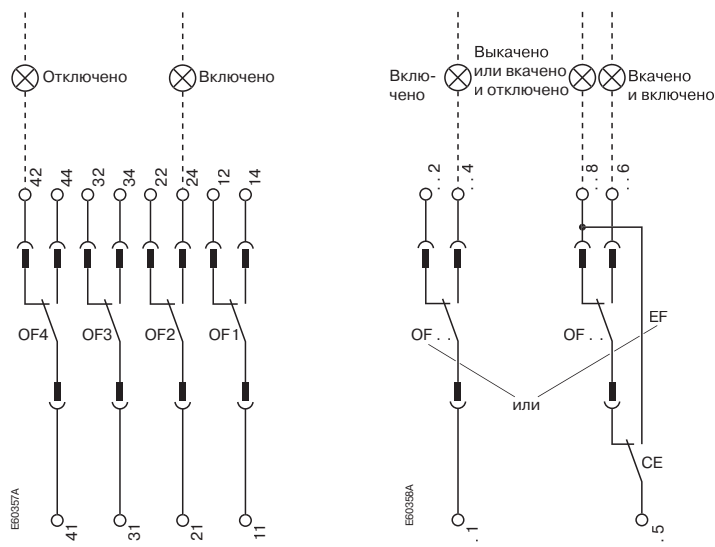 Отключено
Включено
Вклю-
чено
Выкачено
или вкачено
и отключено
Вкачено
и включено
42
44
32
34
22
24
12
14
. . 2
. . 4
. . 8
. . 6
OF4
OF3
OF2
OF1
OF . .
OF . .
EF
или
CE
E60357A
41
31
21
11
E60358A
. . 1
. . 5